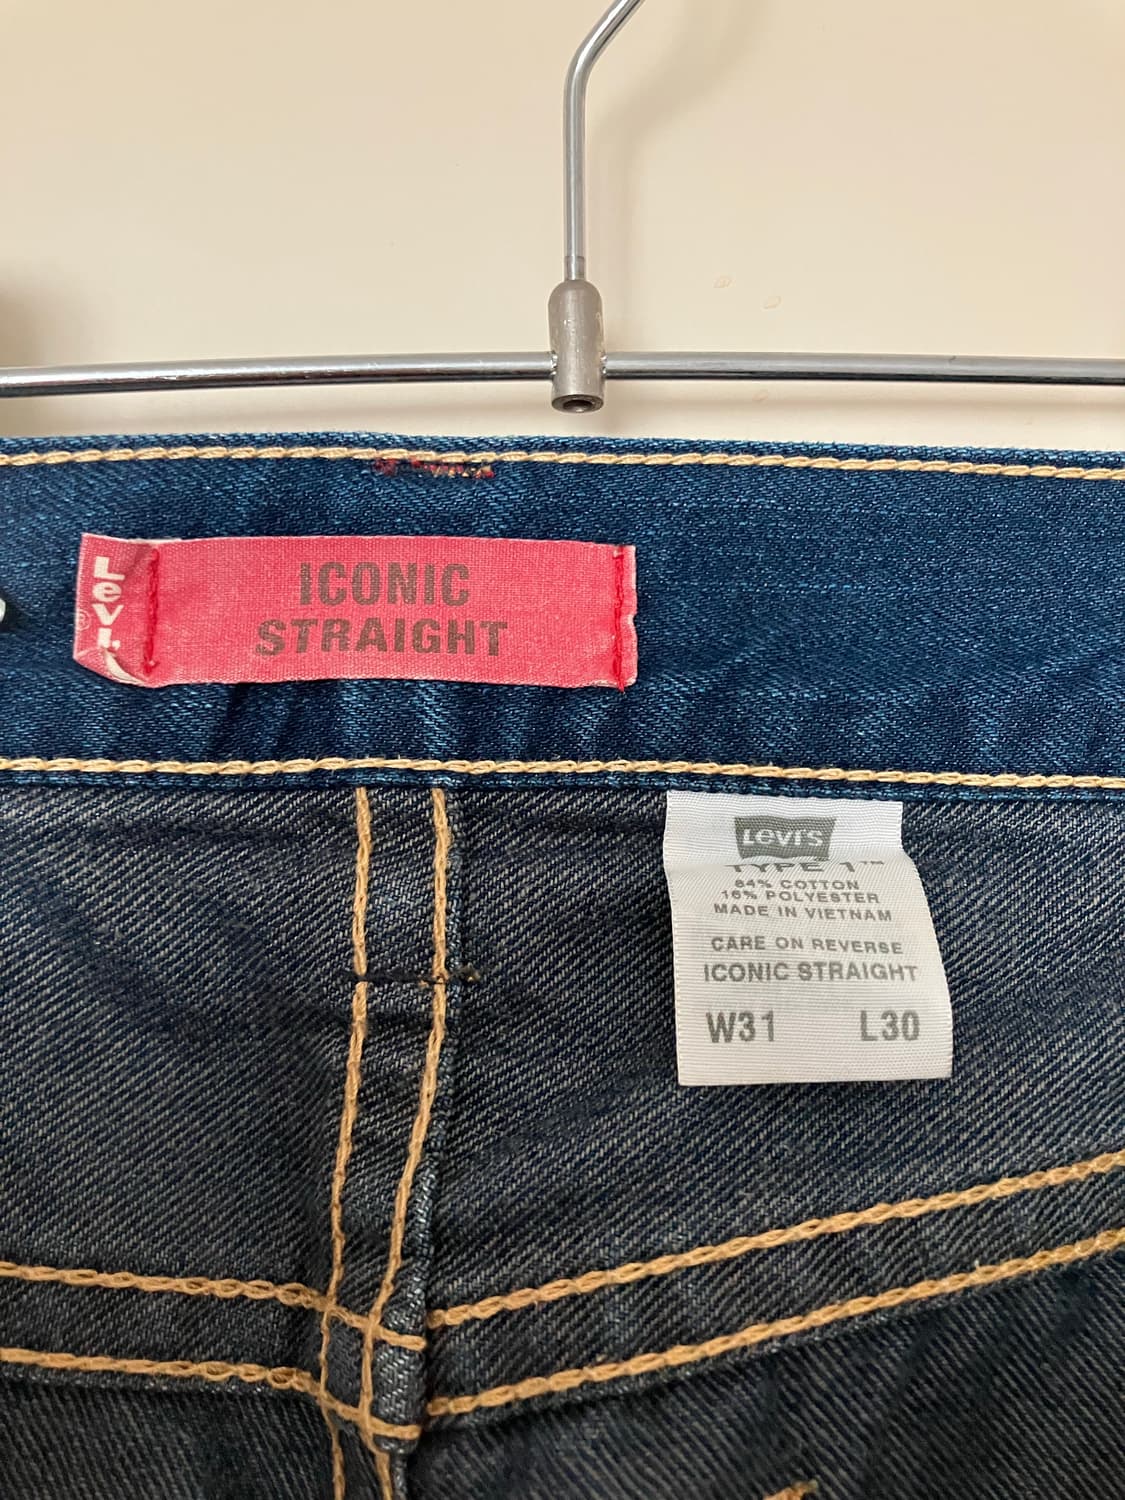 Levi's
ICONIC
STRAIGHT
Levi's
TYPE 1™
84% COTTON
16% POLYESTER
MADE IN VIETNAM
CARE ON REVERSE
ICONIC STRAIGHT
W31 L30